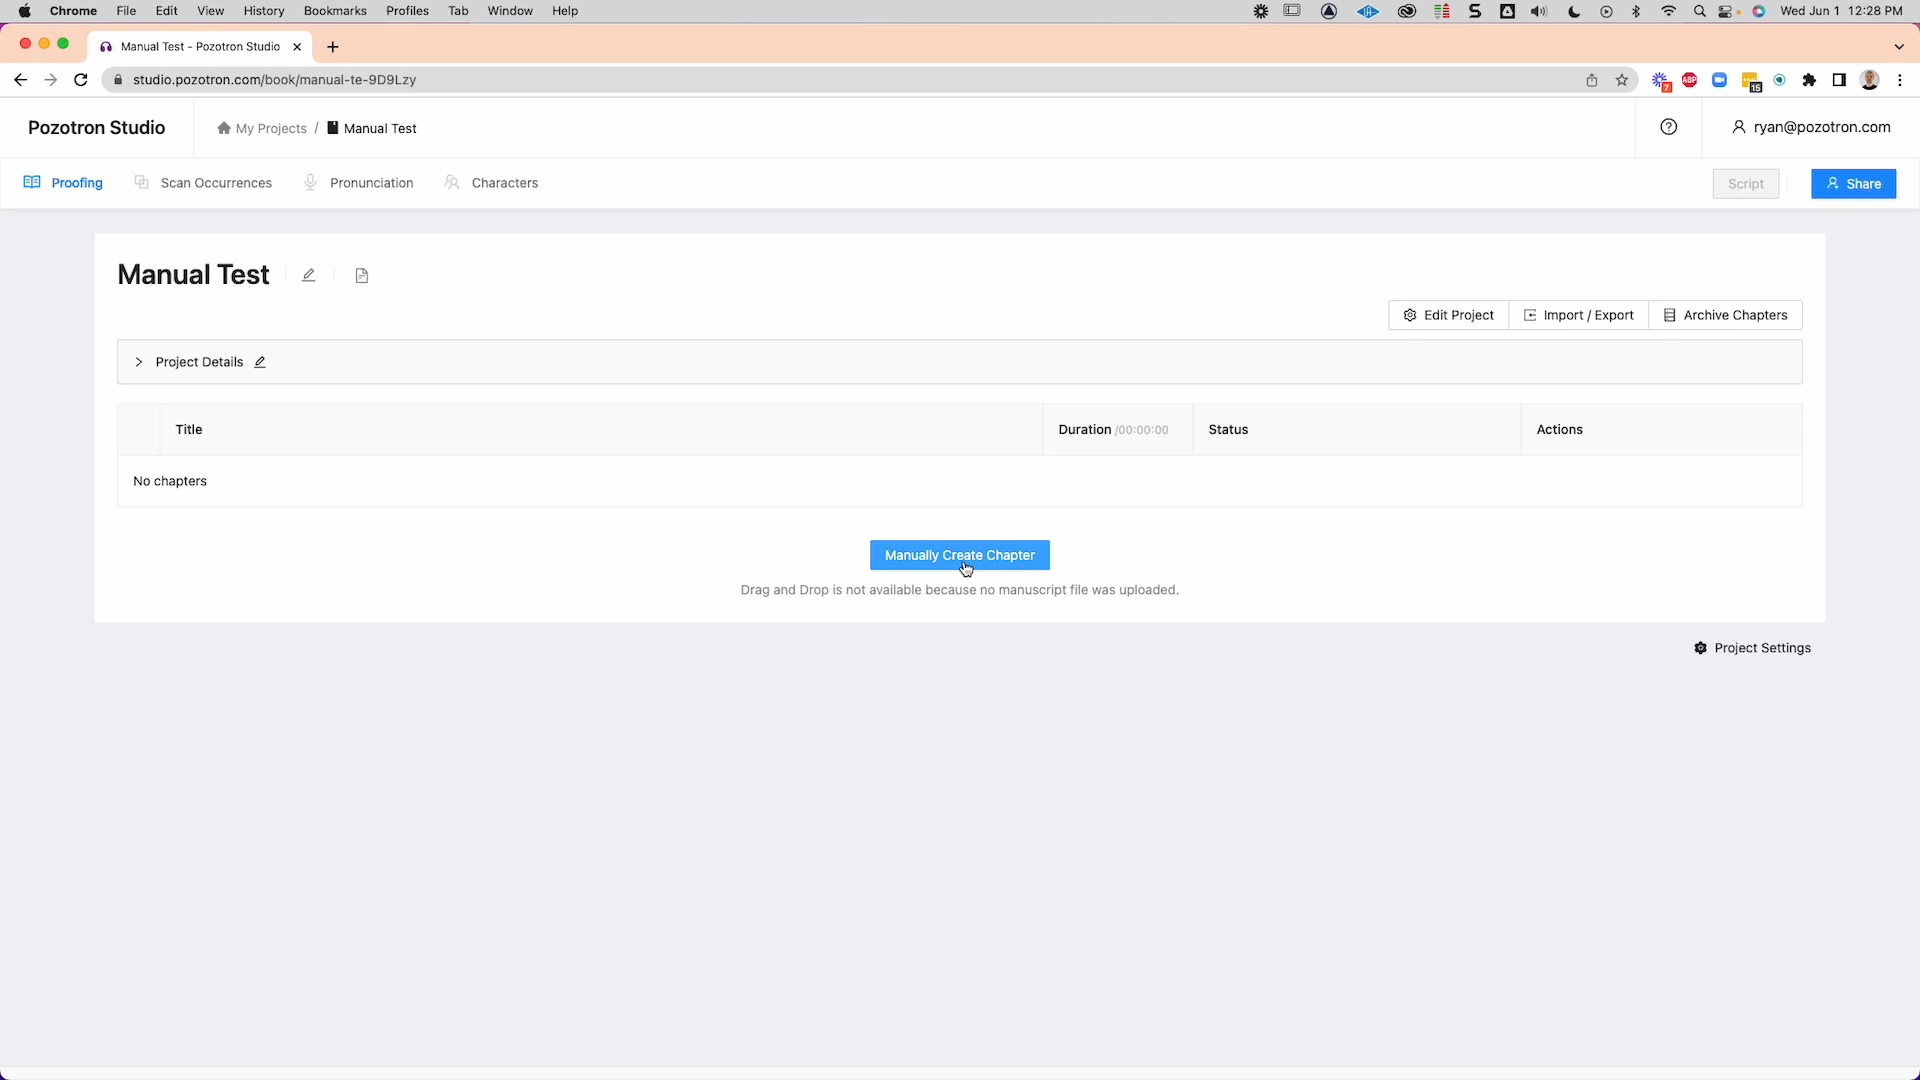 Chrome File Edit View History Bookmarks Profiles Tab Window Help Wed Jun 1 12:28 PM
Manual Test - Pozotron Studio
studio.pozotron.com/book/manual-te-9D9Lzy 7 ABP 15
Pozotron Studio My Projects / Manual Test ryan@pozotron.com
Proofing Scan Occurrences Pronunciation Characters Script Share
Manual Test
Edit Project Import / Export Archive Chapters
Project Details
Title Duration /00:00:00 Status Actions
No chapters
Manually Create Chapter
Drag and Drop is not available because no manuscript file was uploaded.
Project Settings